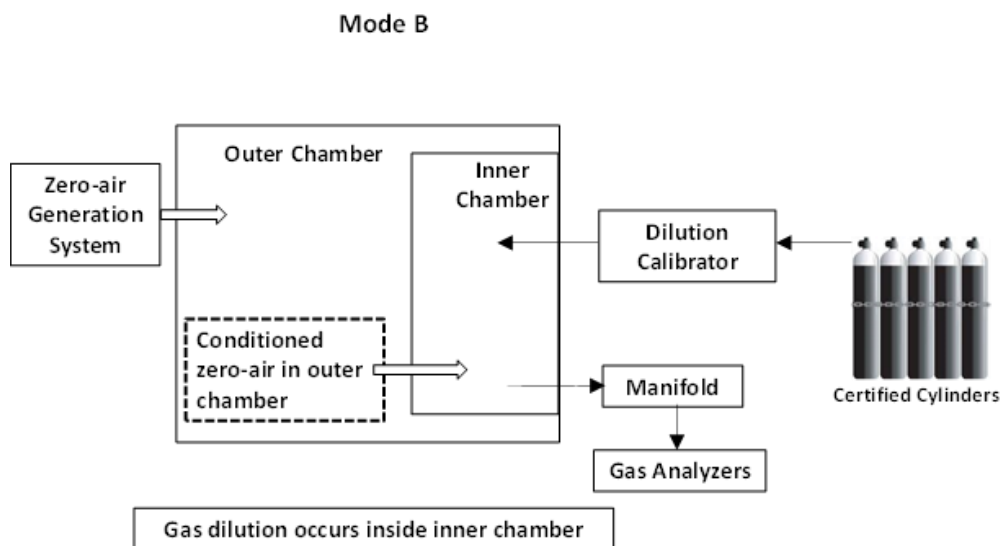 Mode B
Outer Chamber
Inner
Chamber
Zero-air
Generation
System
Dilution
Calibrator
Conditioned
zero-air in outer
chamber
Manifold
Certified Cylinders
Gas Analyzers
Gas dilution occurs inside inner chamber